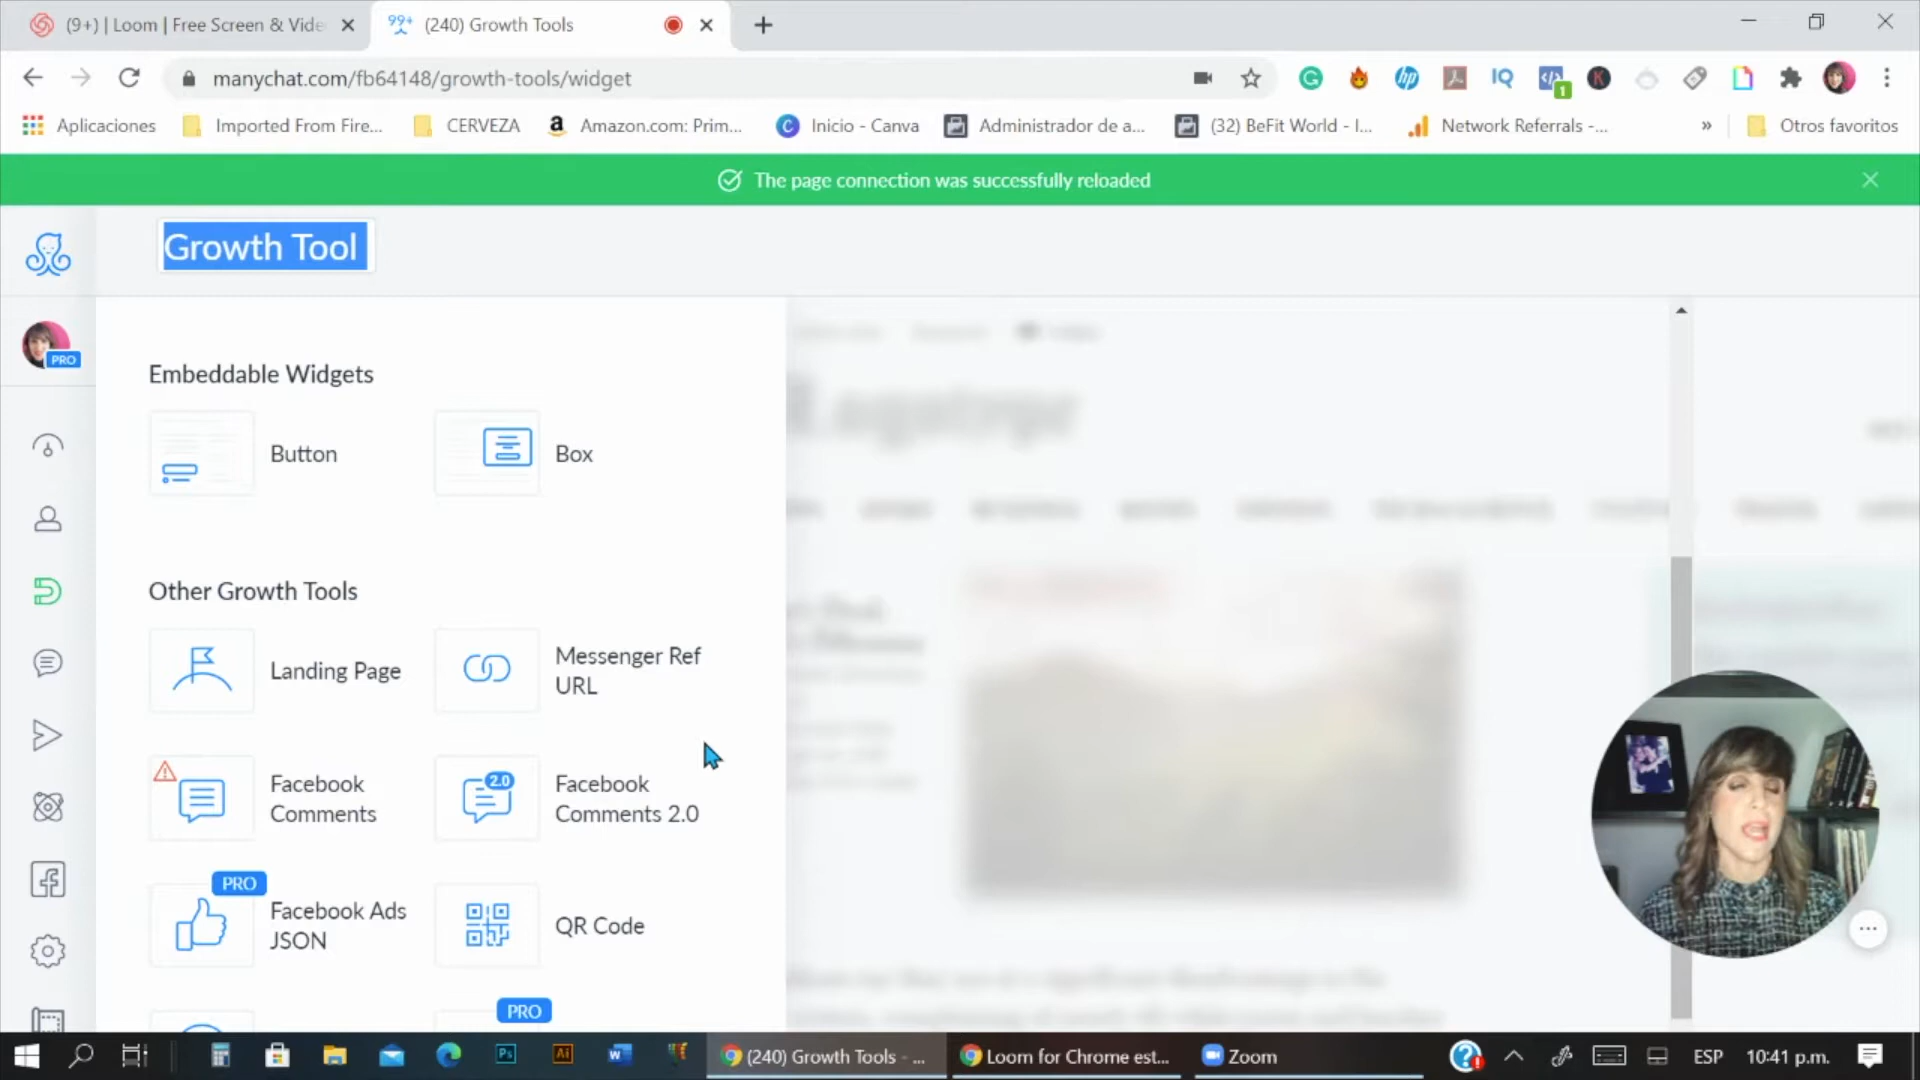 (9+) | Loom | Free Screen & Vide
99+
(240) Growth Tools
manychat.com/fb64148/growth-tools/widget
hp
IQ
1
K
Aplicaciones
Imported From Fire...
CERVEZA
Amazon.com: Prim...
Inicio - Canva
Administrador de a...
(32) BeFit World - I...
Network Referrals -...
»
Otros favoritos
The page connection was successfully reloaded
Growth Tool
PRO
Embeddable Widgets
Button
Box
Other Growth Tools
Landing Page
Messenger Ref
URL
Facebook
Comments
2.0
Facebook
Comments 2.0
PRO
Facebook Ads
JSON
QR Code
PRO
(240) Growth Tools - ...
Loom for Chrome est...
Zoom
ESP
10:41 p.m.